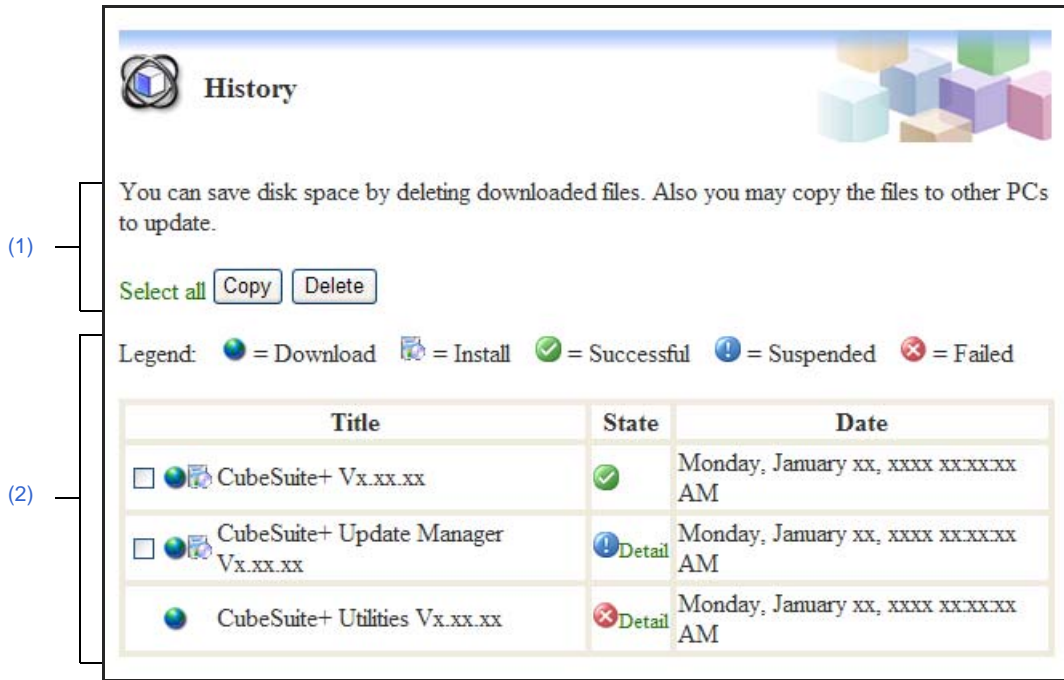 History
(1)
You can save disk space by deleting downloaded files. Also you may copy the files to other PCs
to update.
Select all Copy Delete
(2)
Legend: = Download = Install = Successful = Suspended = Failed
Title State Date
CubeSuite+ Vx.xx.xx Monday, January xx, xxxx xx:xx:xx
AM
CubeSuite+ Update Manager
Vx.xx.xx Detail Monday, January xx, xxxx xx:xx:xx
AM
CubeSuite+ Utilities Vx.xx.xx Detail Monday, January xx, xxxx xx:xx:xx
AM